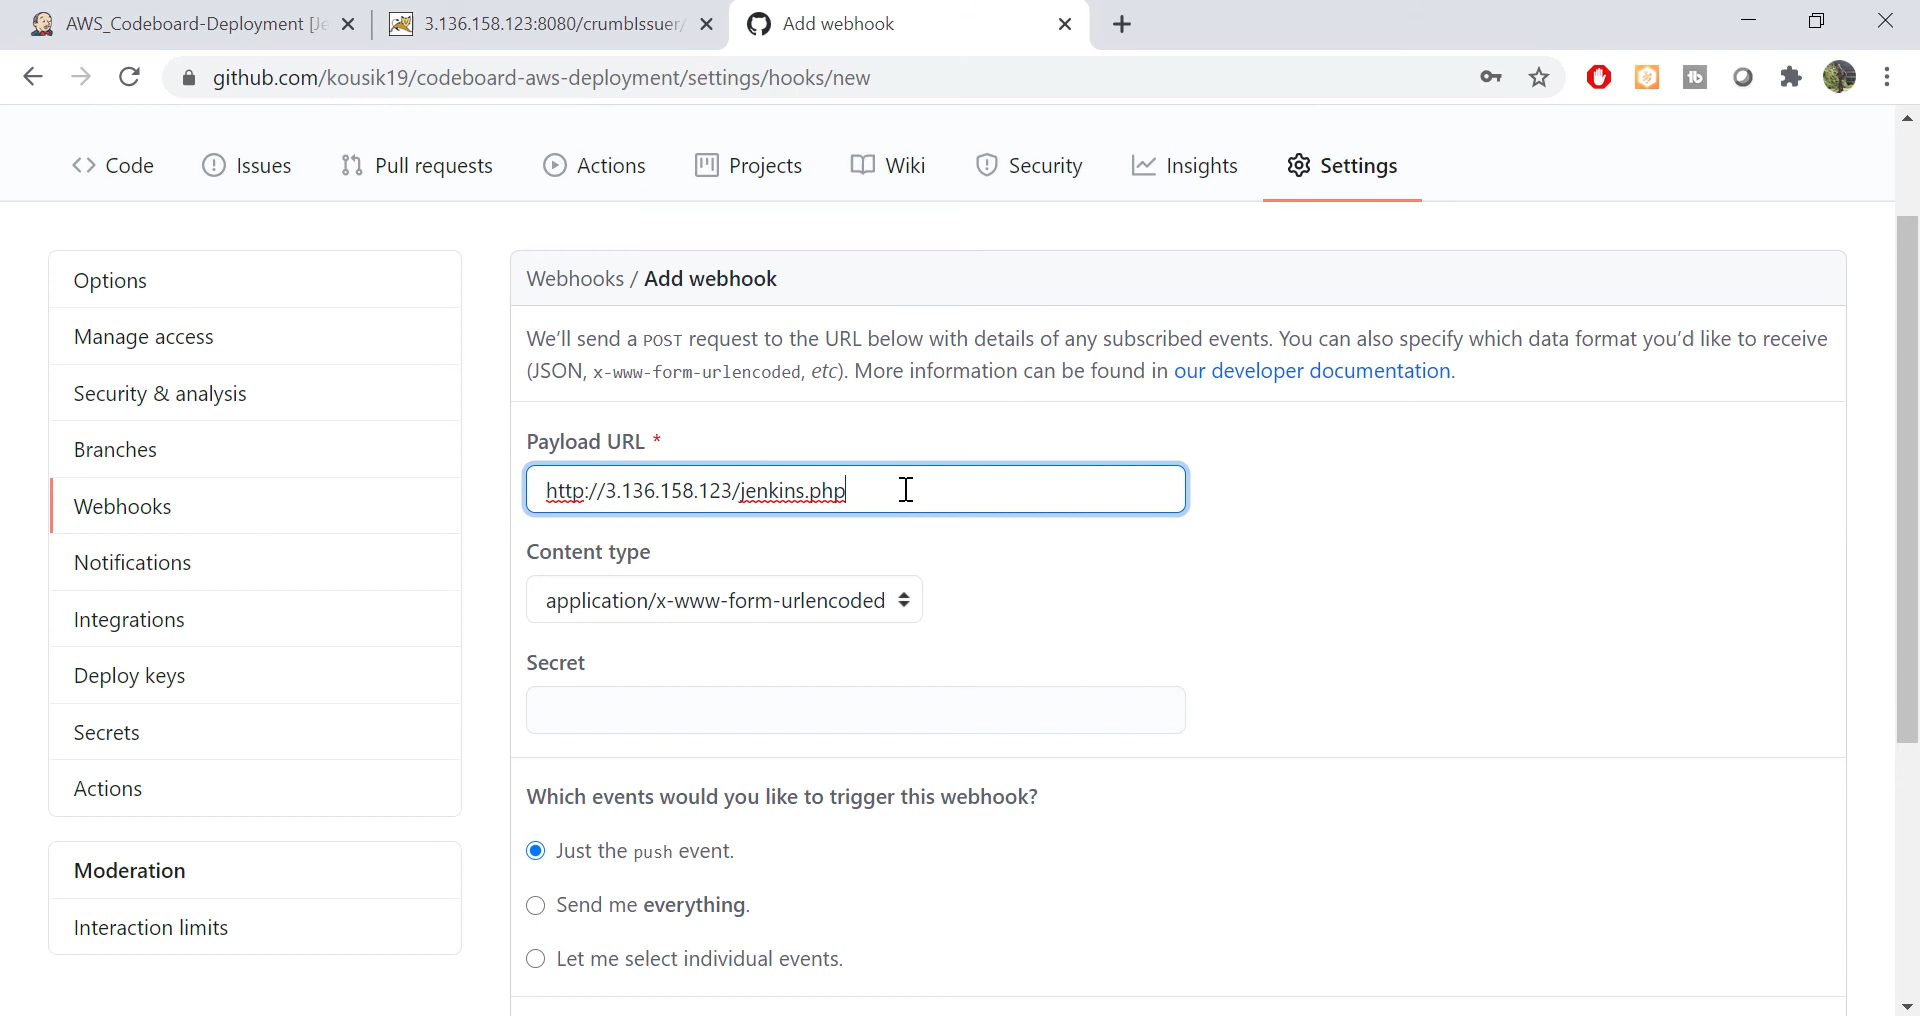 AWS_Codeboard-Deployment [Je
3.136.158.123:8080/crumbIssuer/
Add webhook
github.com/kousik19/codeboard-aws-deployment/settings/hooks/new
Code
Issues
Pull requests
Actions
Projects
Wiki
Security
Insights
Settings
Options
Manage access
Security & analysis
Branches
Webhooks
Notifications
Integrations
Deploy keys
Secrets
Actions
Moderation
Interaction limits
Webhooks / Add webhook
We'll send a POST request to the URL below with details of any subscribed events. You can also specify which data format you'd like to receive
(JSON, x-www-form-urlencoded, etc). More information can be found in our developer documentation.
Payload URL *
http://3.136.158.123/jenkins.php
Content type
application/x-www-form-urlencoded
Secret
Which events would you like to trigger this webhook?
Just the push event.
Send me everything.
Let me select individual events.